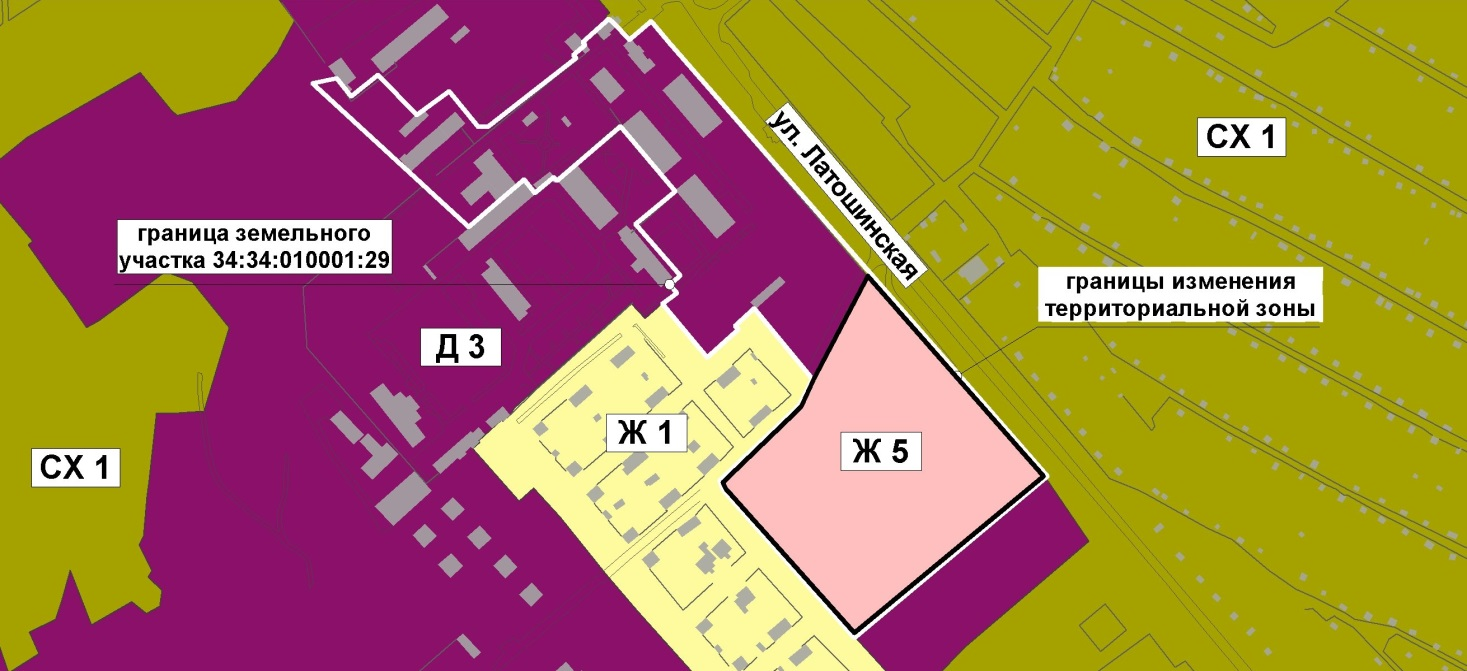 СХ 1
ул. Латошинская
граница земельного
участка 34:34:010001:29
границы изменения
территориальной зоны
Д 3
Ж 1
Ж 5
СХ 1